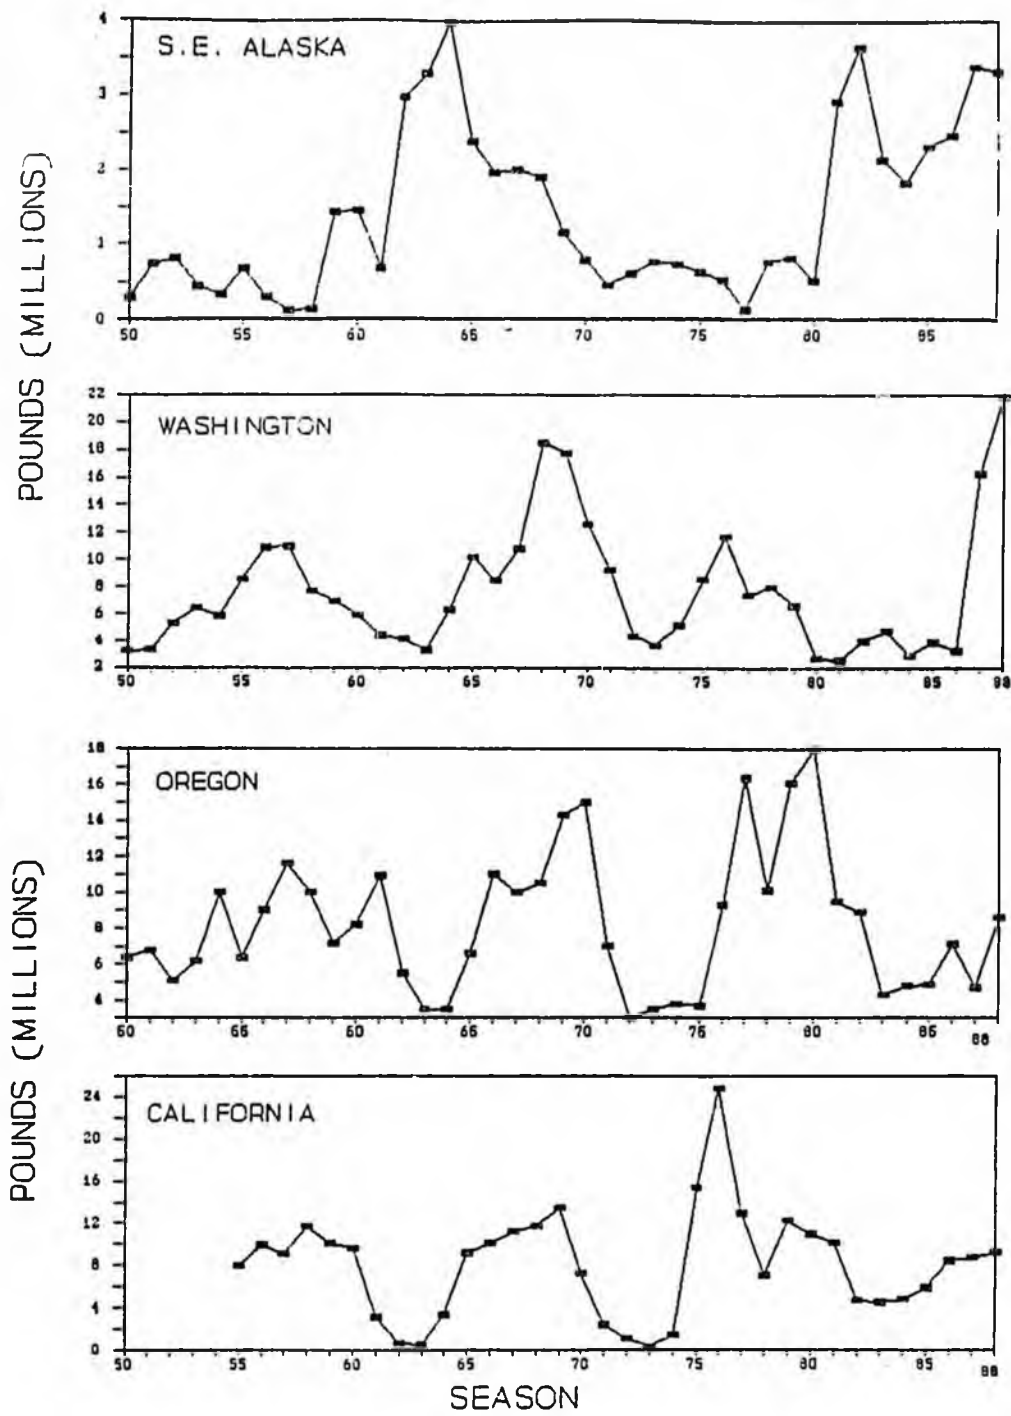 S.E. ALASKA
4
3
2
1
0
50 55 60 65 70 75 80 85
POUNDS (MILLIONS)
WASHINGTON
22
20
18
16
14
12
10
8
6
4
2
50 55 60 65 70 75 80 85 88
OREGON
18
16
14
12
10
8
6
4
50 55 60 65 70 75 80 85 88
POUNDS (MILLIONS)
CALIFORNIA
24
20
16
12
8
4
0
50 55 60 65 70 75 80 85 88
SEASON